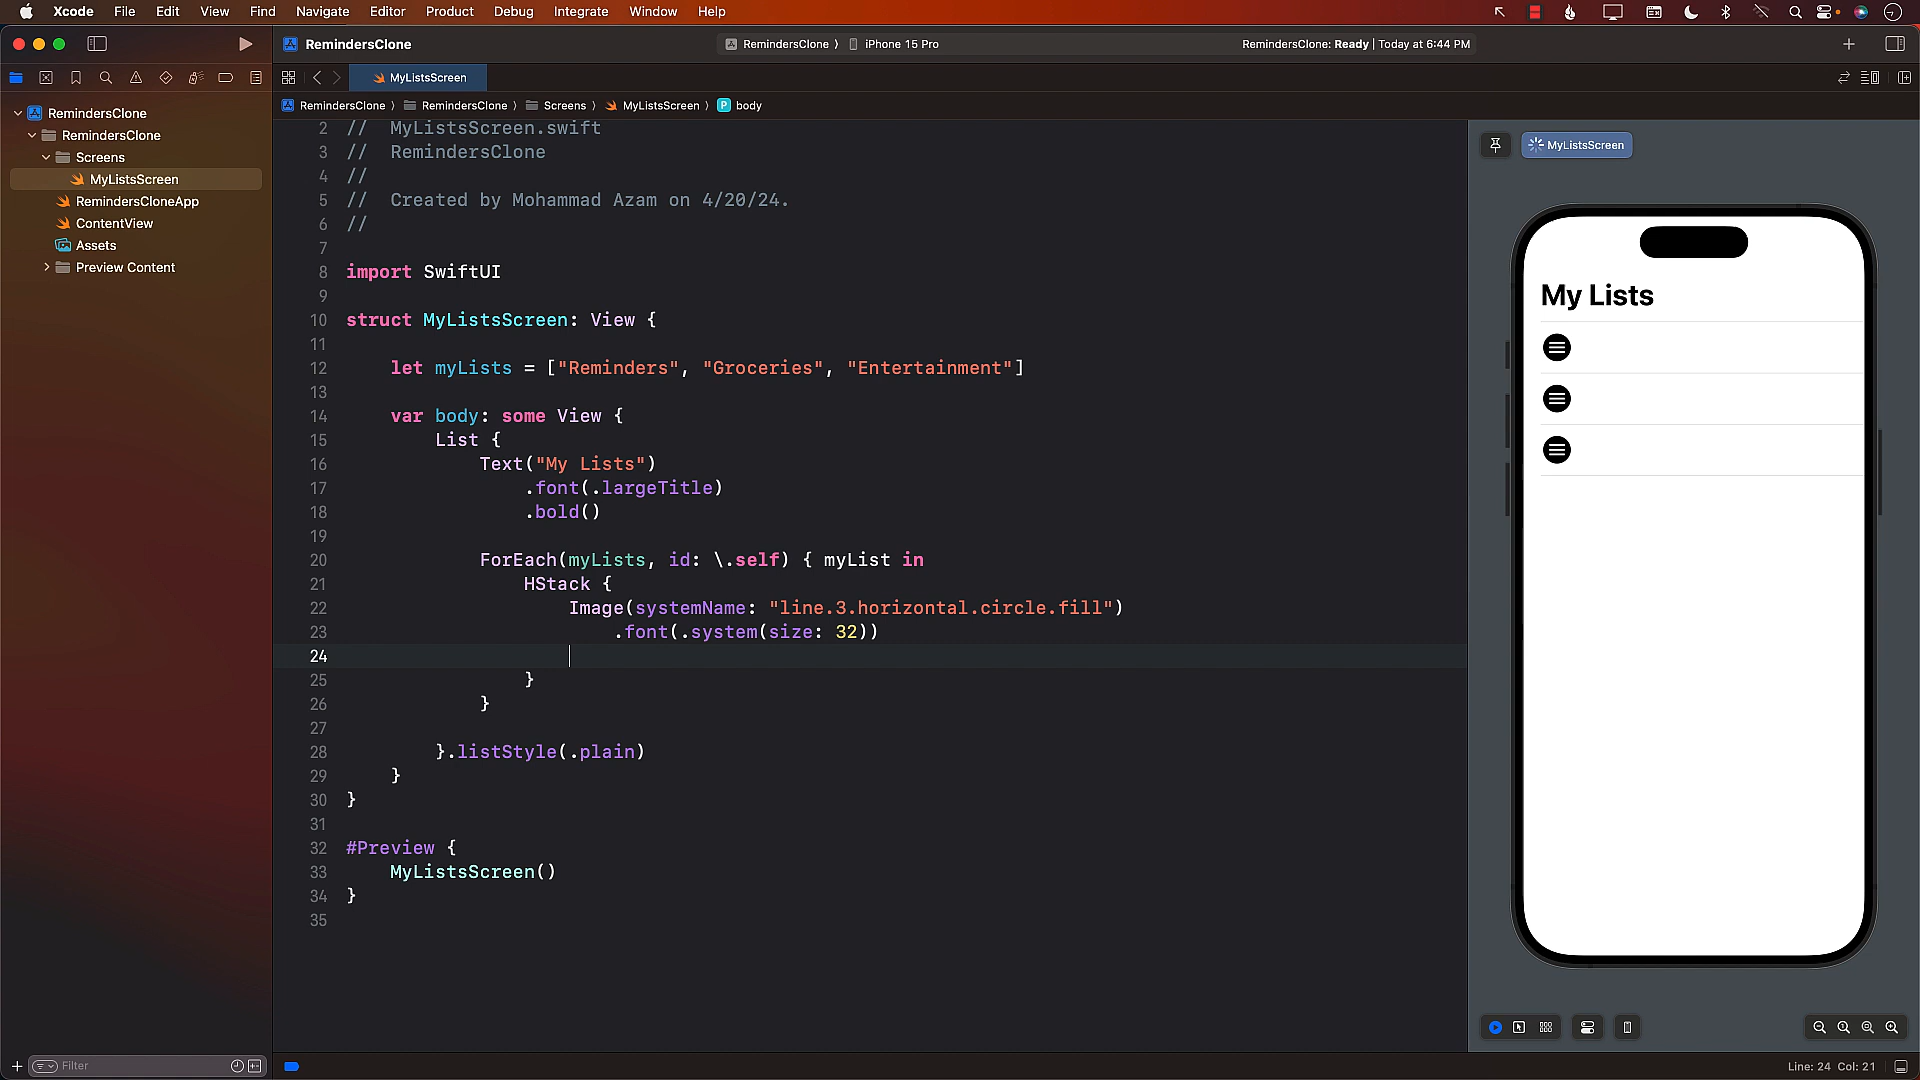 Xcode File Edit View Find Navigate Editor Product Debug Integrate Window Help
RemindersClone
RemindersClone ⟩ iPhone 15 Pro
RemindersClone: Ready | Today at 6:44 PM
MyListsScreen
RemindersClone ⟩ RemindersClone ⟩ Screens ⟩ MyListsScreen ⟩ P body
RemindersClone
RemindersClone
Screens
MyListsScreen
RemindersCloneApp
ContentView
Assets
Preview Content
Filter
2 //  MyListsScreen.swift
3 //  RemindersClone
4 //
5 //  Created by Mohammad Azam on 4/20/24.
6 //
7
8 import SwiftUI
9
10 struct MyListsScreen: View {
11
12     let myLists = ["Reminders", "Groceries", "Entertainment"]
13
14     var body: some View {
15         List {
16             Text("My Lists")
17                 .font(.largeTitle)
18                 .bold()
19
20             ForEach(myLists, id: \.self) { myList in
21                 HStack {
22                     Image(systemName: "line.3.horizontal.circle.fill")
23                         .font(.system(size: 32))
24
25                 }
26             }
27
28         }.listStyle(.plain)
29     }
30 }
31
32 #Preview {
33     MyListsScreen()
34 }
35
MyListsScreen
My Lists
Line: 24 Col: 21